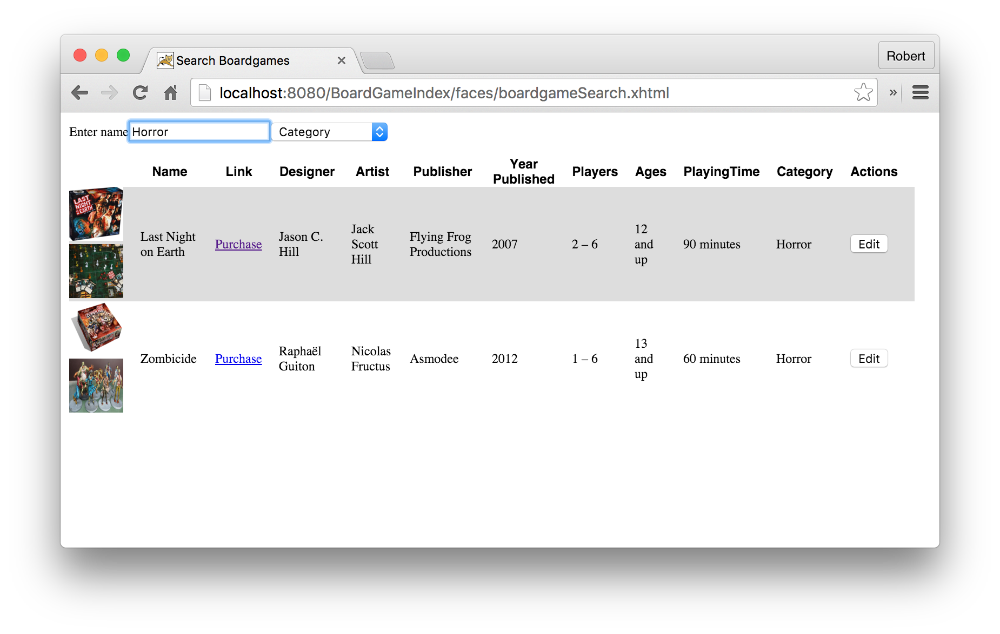 Search Boardgames
Robert
localhost:8080/BoardGameIndex/faces/boardgameSearch.xhtml
»
Enter name Horror Category
Name Link Designer Artist Publisher Year Published Players Ages PlayingTime Category Actions
LAST
NIGHT
ON EARTH
Last Night on Earth Purchase Jason C. Hill Jack Scott Hill Flying Frog Productions 2007 2 – 6 12 and up 90 minutes Horror Edit
ZOMBICIDE
Zombicide Purchase Raphaël Guiton Nicolas Fructus Asmodee 2012 1 – 6 13 and up 60 minutes Horror Edit